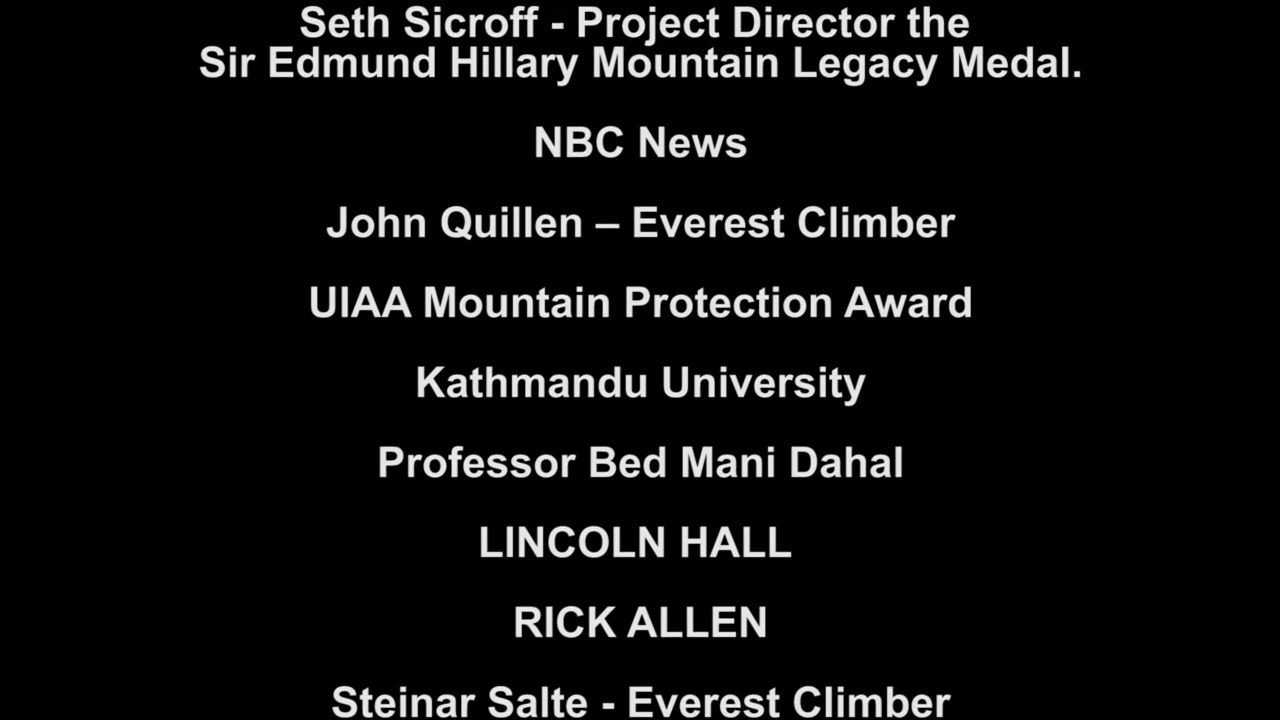 Seth Sicroff - Project Director the
Sir Edmund Hillary Mountain Legacy Medal.
NBC News
John Quillen – Everest Climber
UIAA Mountain Protection Award
Kathmandu University
Professor Bed Mani Dahal
LINCOLN HALL
RICK ALLEN
Steinar Salte - Everest Climber